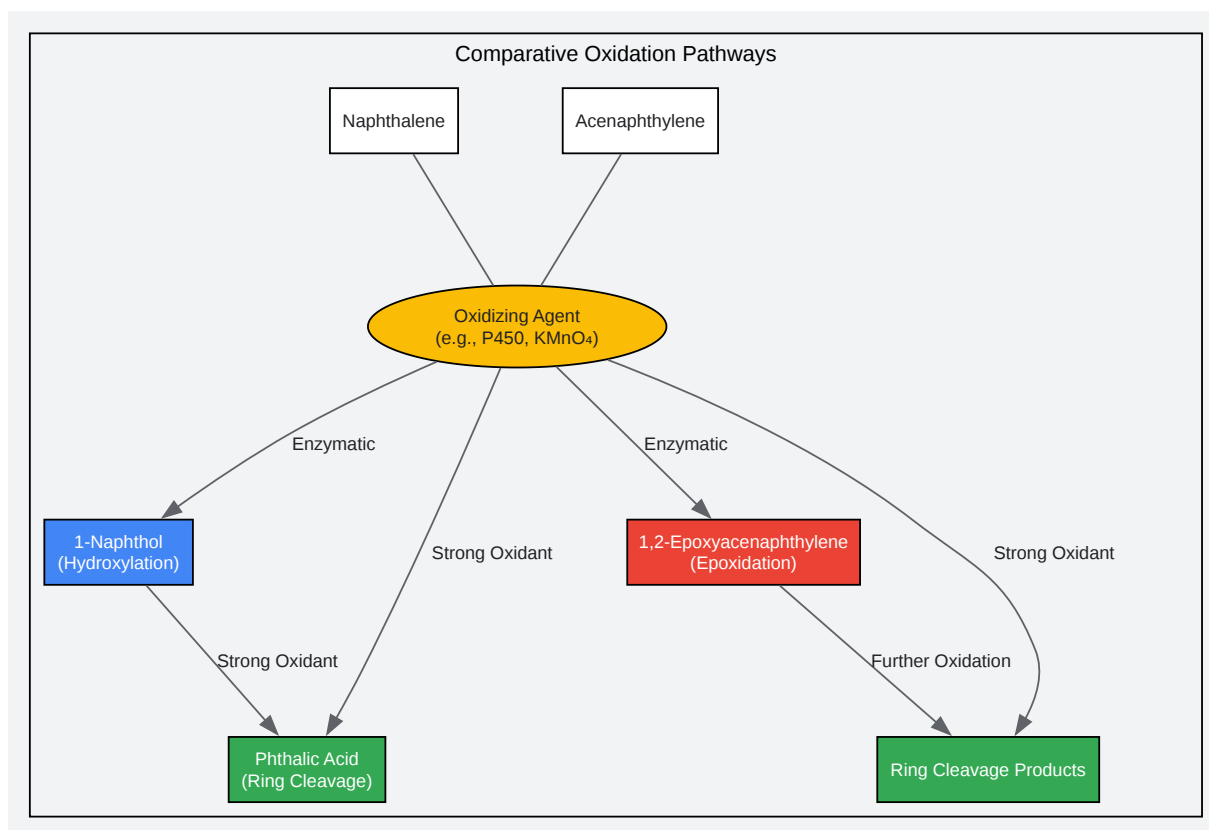 Comparative Oxidation Pathways
Naphthalene
Acenaphthylene
Oxidizing Agent
(e.g., P450, KMnO₄)
Enzymatic
Enzymatic
1-Naphthol
(Hydroxylation)
Strong Oxidant
1,2-Epoxyacenaphthylene
(Epoxidation)
Strong Oxidant
Strong Oxidant
Further Oxidation
Phthalic Acid
(Ring Cleavage)
Ring Cleavage Products